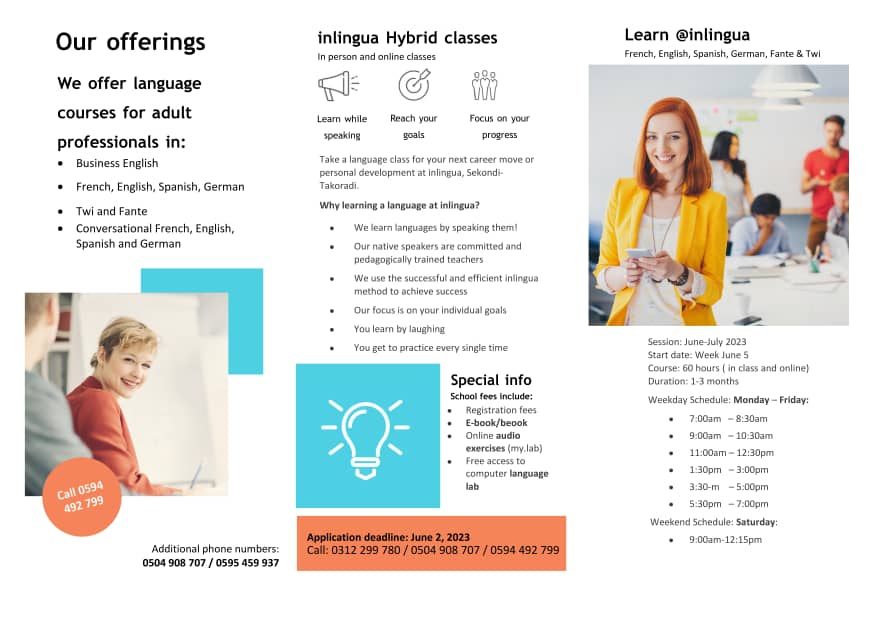 Our offerings
We offer language
courses for adult
professionals in:
• Business English
• French, English, Spanish, German
• Twi and Fante
• Conversational French, English,
Spanish and German
Call 0594
492 799
Additional phone numbers:
0504 908 707 / 0595 459 937
inlingua Hybrid classes
In person and online classes
Learn while
speaking
Reach your
goals
Focus on your
progress
Take a language class for your next career move or
personal development at inlingua, Sekondi-
Takoradi.
Why learning a language at inlingua?
• We learn languages by speaking them!
• Our native speakers are committed and
pedagogically trained teachers
• We use the successful and efficient inlingua
method to achieve success
• Our focus is on your individual goals
• You learn by laughing
• You get to practice every single time
Special info
School fees include:
• Registration fees
• E-book/beook
• Online audio
exercises (my.lab)
• Free access to
computer language
lab
Application deadline: June 2, 2023
Call: 0312 299 780 / 0504 908 707 / 0594 492 799
Learn @inlingua
French, English, Spanish, German, Fante & Twi
Session: June-July 2023
Start date: Week June 5
Course: 60 hours ( in class and online)
Duration: 1-3 months
Weekday Schedule: Monday – Friday:
• 7:00am – 8:30am
• 9:00am – 10:30am
• 11:00am – 12:30pm
• 1:30pm – 3:00pm
• 3:30-m – 5:00pm
• 5:30pm – 7:00pm
Weekend Schedule: Saturday:
• 9:00am-12:15pm